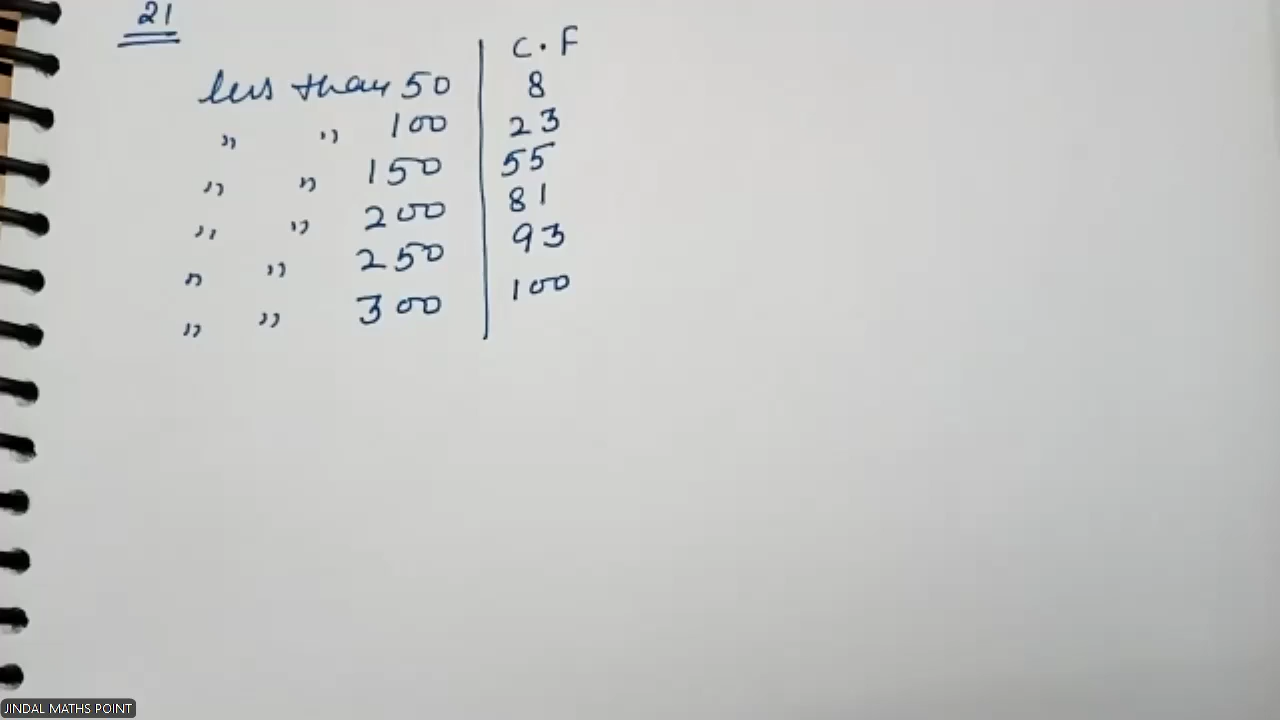 21
C.F
less than 50 8
" " 100 23
" " 150 55
" " 200 81
" " 250 93
" " 300 100
JINDAL MATHS POINT